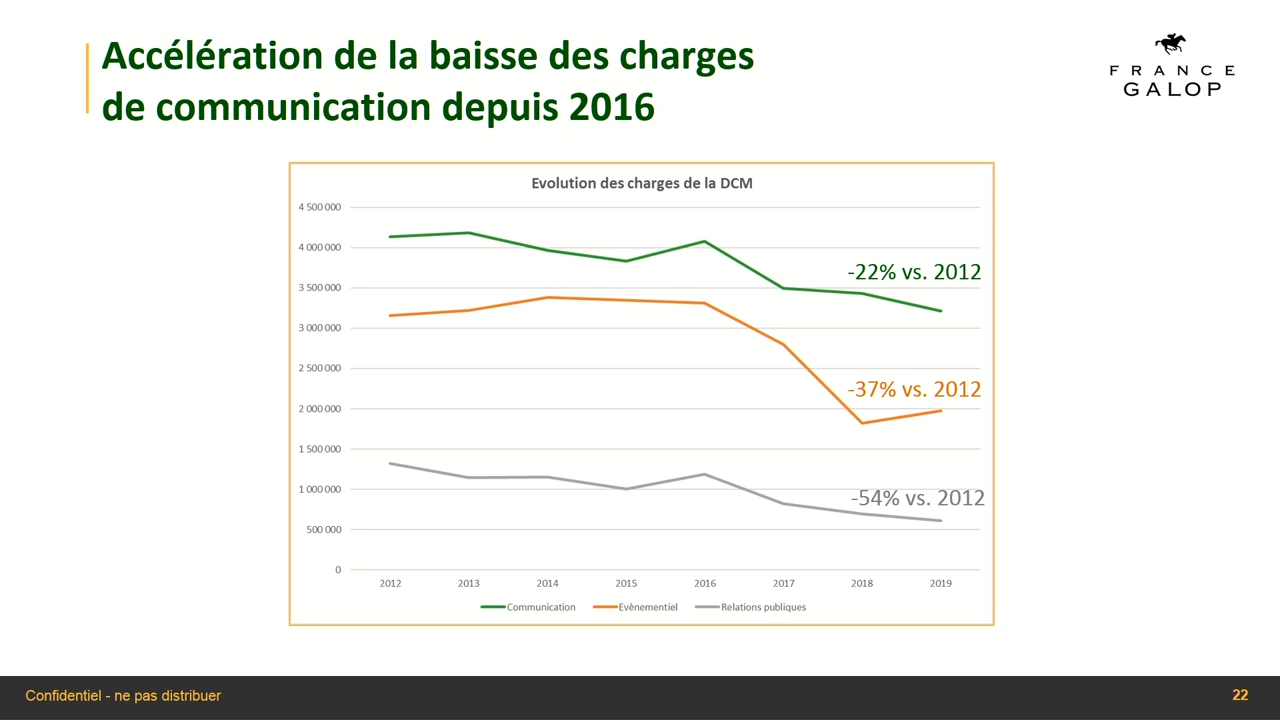 Accélération de la baisse des charges
de communication depuis 2016
FRANCE
GALOP
Evolution des charges de la DCM
4 500 000
4 000 000
3 500 000
3 000 000
2 500 000
2 000 000
1 500 000
1 000 000
500 000
0
-22% vs. 2012
-37% vs. 2012
-54% vs. 2012
2012 2013 2014 2015 2016 2017 2018 2019
Communication Evènementiel Relations publiques
Confidentiel - ne pas distribuer 22